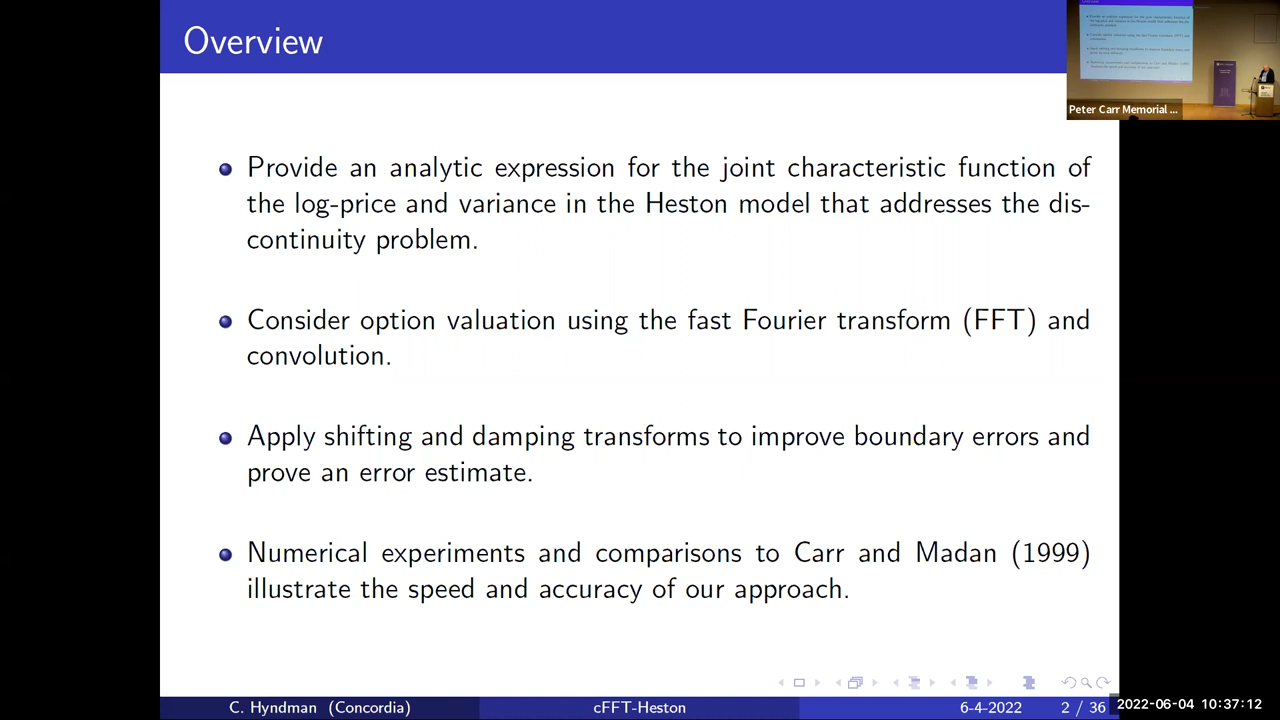 Overview
Peter Carr Memorial ...
Provide an analytic expression for the joint characteristic function of
the log-price and variance in the Heston model that addresses the dis-
continuity problem.
Consider option valuation using the fast Fourier transform (FFT) and
convolution.
Apply shifting and damping transforms to improve boundary errors and
prove an error estimate.
Numerical experiments and comparisons to Carr and Madan (1999)
illustrate the speed and accuracy of our approach.
C. Hyndman (Concordia)
cFFT-Heston
6-4-2022
2 / 36
2022-06-04 10:37:12